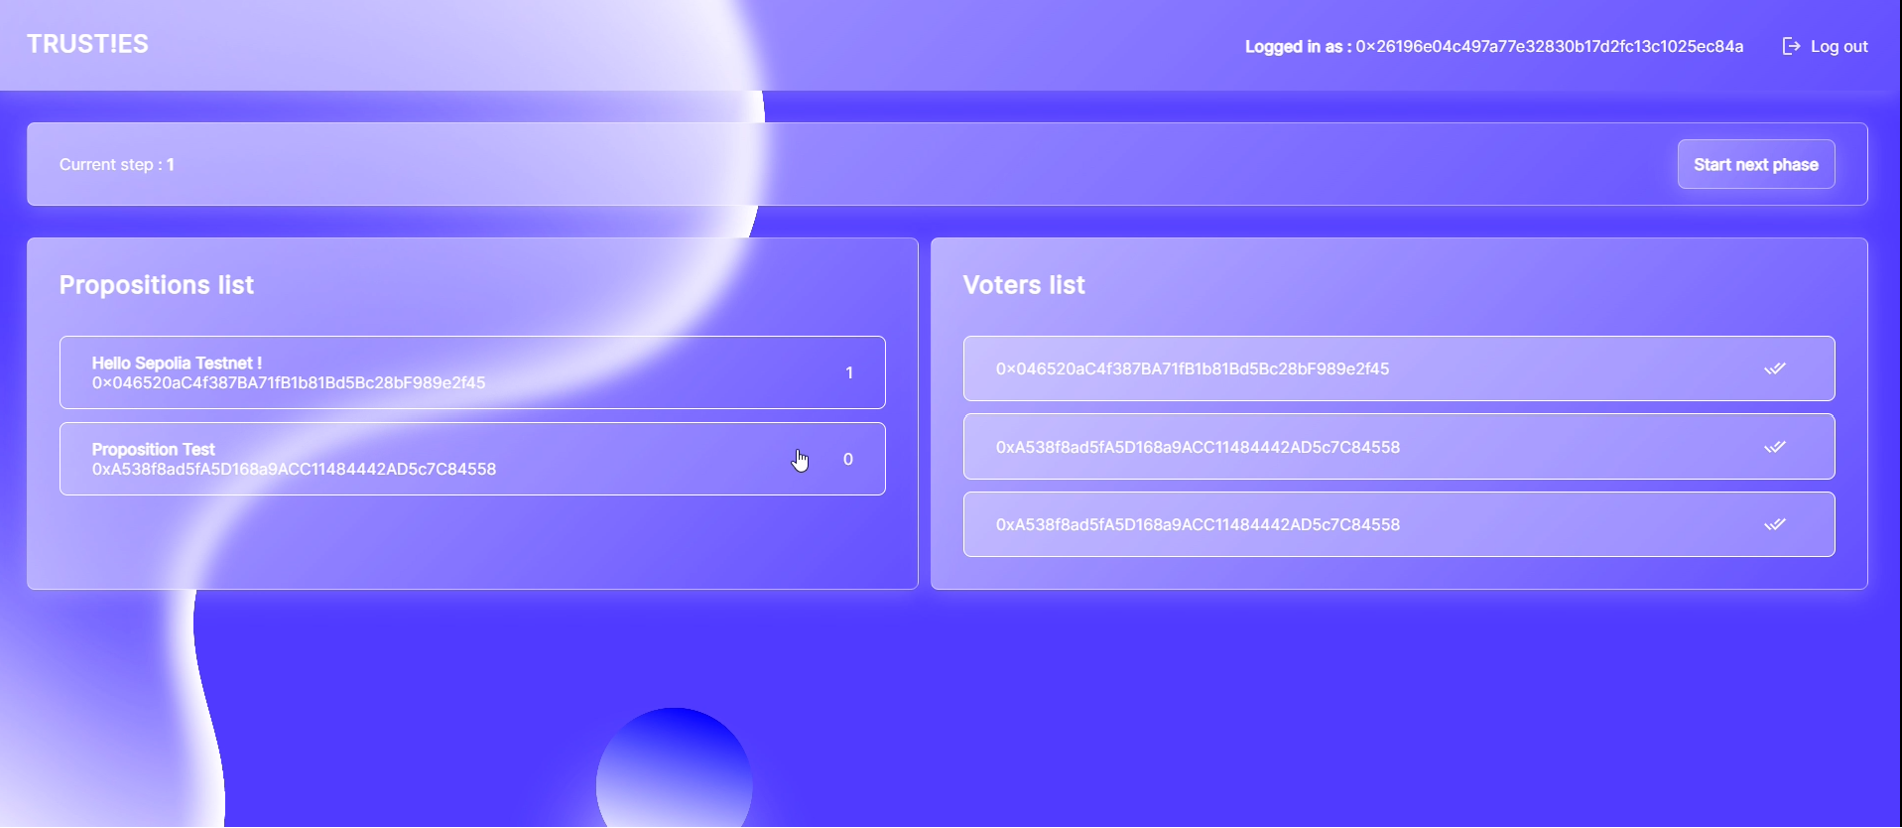 TRUST!ES
Logged in as : 0×26196e04c497a77e32830b17d2fc13c1025ec84a
Log out
Current step : 1
Start next phase
Propositions list
Hello Sepolia Testnet !
0×046520aC4f387BA71fB1b81Bd5Bc28bF989e2f45
1
Proposition Test
0xA538f8ad5fA5D168a9ACC11484442AD5c7C84558
0
Voters list
0×046520aC4f387BA71fB1b81Bd5Bc28bF989e2f45
0xA538f8ad5fA5D168a9ACC11484442AD5c7C84558
0xA538f8ad5fA5D168a9ACC11484442AD5c7C84558